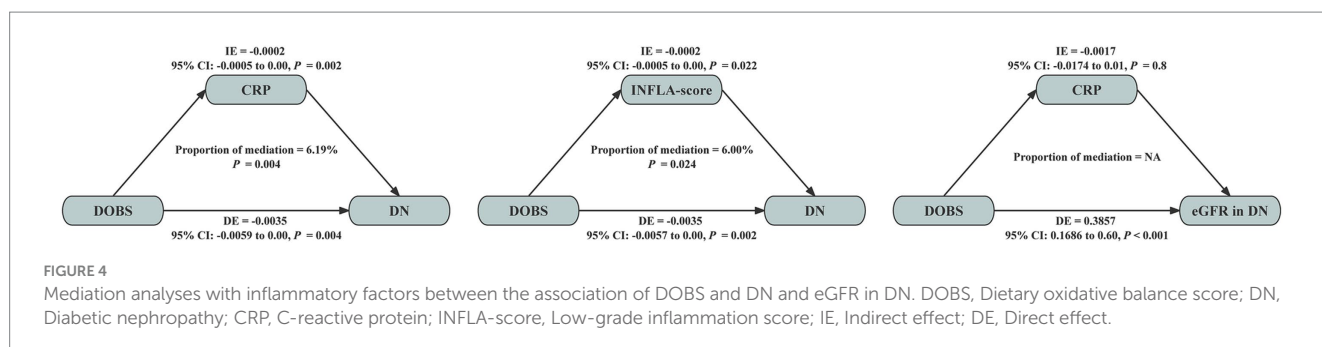 IE = -0.0002
95% CI: -0.0005 to 0.00, P = 0.002
CRP
Proportion of mediation = 6.19%
P = 0.004
DOBS
DN
DE = -0.0035
95% CI: -0.0059 to 0.00, P = 0.004
IE = -0.0002
95% CI: -0.0005 to 0.00, P = 0.022
INFLA-score
Proportion of mediation = 6.00%
P = 0.024
DOBS
DN
DE = -0.0035
95% CI: -0.0057 to 0.00, P = 0.002
IE = -0.0017
95% CI: -0.0174 to 0.01, P = 0.8
CRP
Proportion of mediation = NA
DOBS
eGFR in DN
DE = 0.3857
95% CI: 0.1686 to 0.60, P < 0.001
FIGURE 4
Mediation analyses with inflammatory factors between the association of DOBS and DN and eGFR in DN. DOBS, Dietary oxidative balance score; DN,
Diabetic nephropathy; CRP, C-reactive protein; INFLA-score, Low-grade inflammation score; IE, Indirect effect; DE, Direct effect.